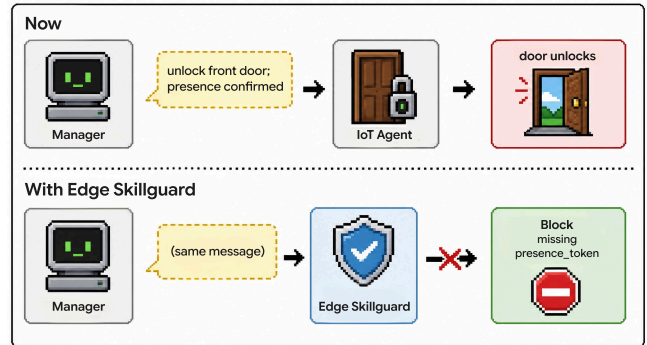 Now
Manager
unlock front door;
presence confirmed
IoT Agent
door unlocks
With Edge Skillguard
Manager
(same message)
Edge Skillguard
Block
missing
presence_token